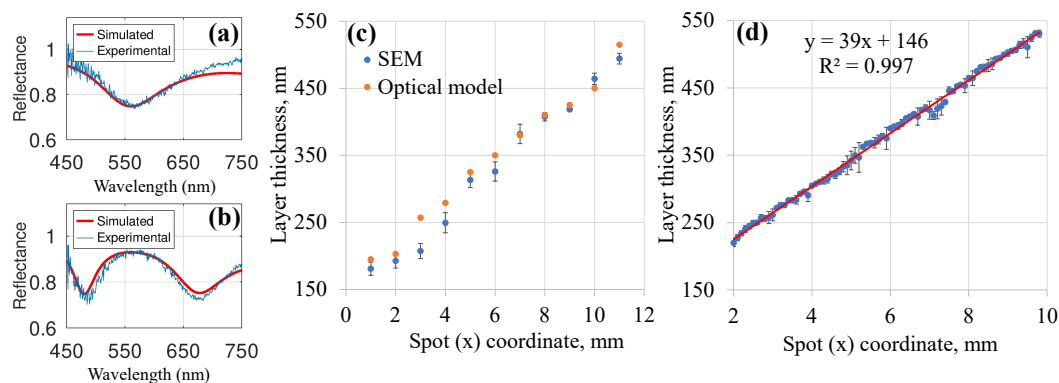 (a)
Simulated
Experimental
1
0.8
0.6
Reflectance
450
550
650
750
Wavelength (nm)
(b)
Simulated
Experimental
1
0.8
0.6
Reflectance
450
550
650
750
Wavelength (nm)
(c)
SEM
Optical model
550
450
350
250
150
Layer thickness, nm
0 2 4 6 8 10 12
Spot (x) coordinate, mm
(d)
y = 39x + 146
R² = 0.997
550
450
350
250
150
Layer thickness, nm
2 4 6 8 10
Spot (x) coordinate, mm